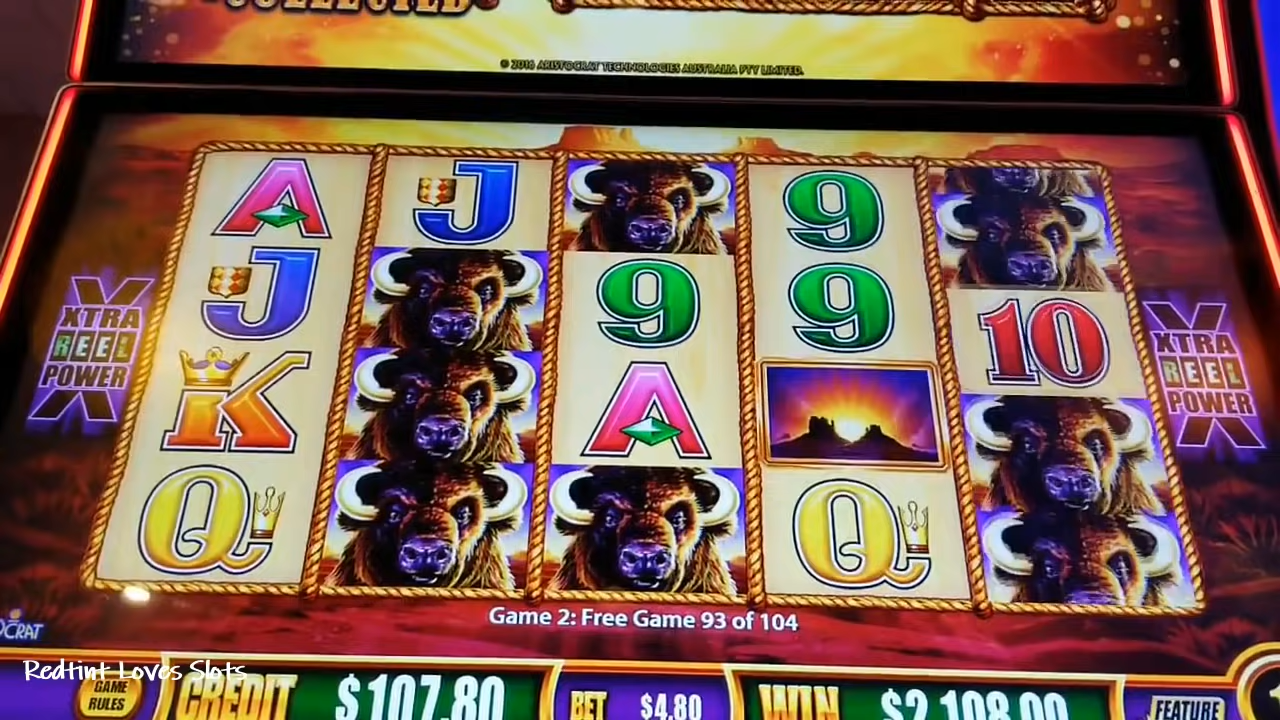 COLLECTED
© 2016 ARISTOCRAT TECHNOLOGIES AUSTRALIA PTY LIMITED.
A J 9
J 9 10
K A
Q Q
XTRA
REEL
POWER
X
XTRA
REEL
POWER
X
Game 2: Free Game 93 of 104
Redtint Loves Slots
GAME
RULES
CREDIT $107.80 BET $4.80 WIN $2,108.00 FEATURE